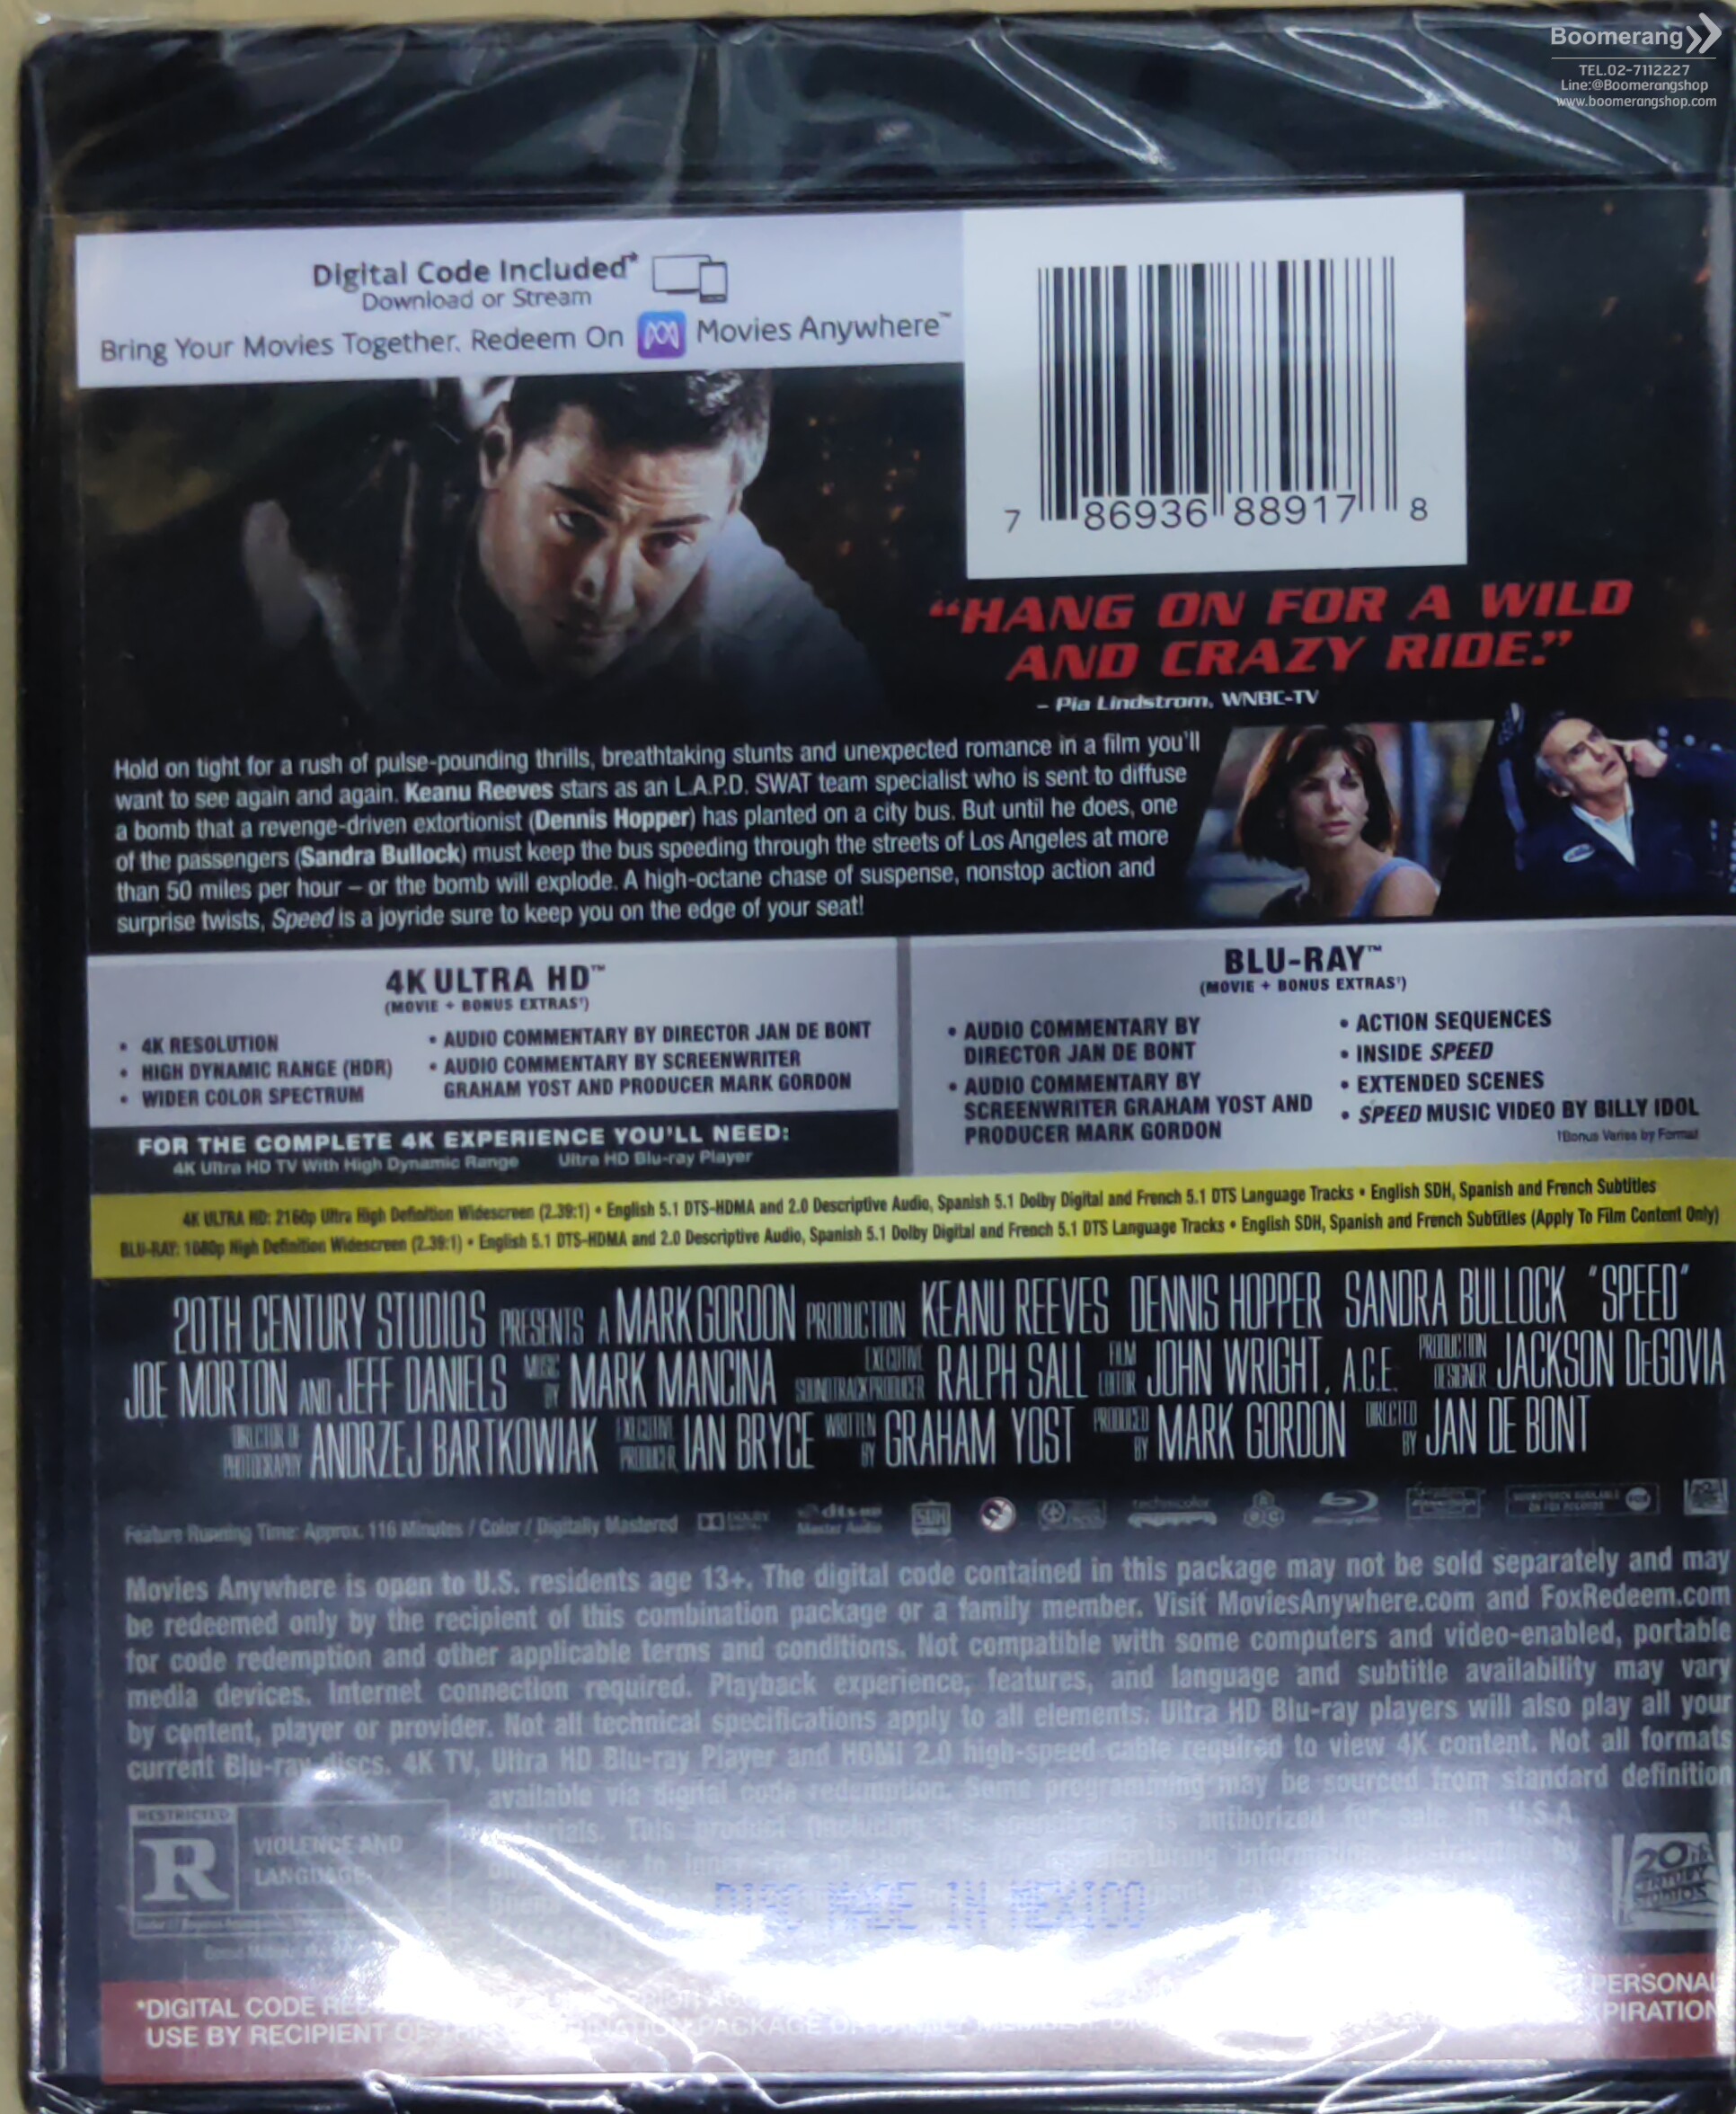 Boomerang
TEL.02-7112227
Line:@Boomerangshop
www.boomerangshop.com
Digital Code Included*
Download or Stream
Bring Your Movies Together. Redeem On Movies Anywhere™
7 86936 88917 8
“HANG ON FOR A WILD
AND CRAZY RIDE.”
– Pia Lindstrom, WNBC-TV
Hold on tight for a rush of pulse-pounding thrills, breathtaking stunts and unexpected romance in a film you'll
want to see again and again. Keanu Reeves stars as an L.A.P.D. SWAT team specialist who is sent to diffuse
a bomb that a revenge-driven extortionist (Dennis Hopper) has planted on a city bus. But until he does, one
of the passengers (Sandra Bullock) must keep the bus speeding through the streets of Los Angeles at more
than 50 miles per hour – or the bomb will explode. A high-octane chase of suspense, nonstop action and
surprise twists, Speed is a joyride sure to keep you on the edge of your seat!
4K ULTRA HD™
(MOVIE + BONUS EXTRAS†)
• 4K RESOLUTION
• HIGH DYNAMIC RANGE (HDR)
• WIDER COLOR SPECTRUM
• AUDIO COMMENTARY BY DIRECTOR JAN DE BONT
• AUDIO COMMENTARY BY SCREENWRITER
GRAHAM YOST AND PRODUCER MARK GORDON
FOR THE COMPLETE 4K EXPERIENCE YOU'LL NEED:
4K Ultra HD TV With High Dynamic Range Ultra HD Blu-ray Player
BLU-RAY™
(MOVIE + BONUS EXTRAS†)
• AUDIO COMMENTARY BY
DIRECTOR JAN DE BONT
• AUDIO COMMENTARY BY
SCREENWRITER GRAHAM YOST AND
PRODUCER MARK GORDON
• ACTION SEQUENCES
• INSIDE SPEED
• EXTENDED SCENES
• SPEED MUSIC VIDEO BY BILLY IDOL
†Bonus Varies by Format
4K ULTRA HD: 2160p Ultra High Definition Widescreen (2.39:1) • English 5.1 DTS-HDMA and 2.0 Descriptive Audio, Spanish 5.1 Dolby Digital and French 5.1 DTS Language Tracks • English SDH, Spanish and French Subtitles
BLU-RAY: 1080p High Definition Widescreen (2.39:1) • English 5.1 DTS-HDMA and 2.0 Descriptive Audio, Spanish 5.1 Dolby Digital and French 5.1 DTS Language Tracks • English SDH, Spanish and French Subtitles (Apply To Film Content Only)
20TH CENTURY STUDIOS PRESENTS A MARK GORDON PRODUCTION KEANU REEVES DENNIS HOPPER SANDRA BULLOCK "SPEED"
JOE MORTON AND JEFF DANIELS MUSIC BY MARK MANCINA EXECUTIVE SOUNDTRACK PRODUCER RALPH SALL FILM EDITOR JOHN WRIGHT, A.C.E. PRODUCTION DESIGNER JACKSON DeGOVIA
DIRECTOR OF PHOTOGRAPHY ANDRZEJ BARTKOWIAK EXECUTIVE PRODUCER IAN BRYCE WRITTEN BY GRAHAM YOST PRODUCED BY MARK GORDON DIRECTED BY JAN DE BONT
Feature Running Time: Approx. 116 Minutes / Color / Digitally Mastered DOLBY dts-HD Master Audio SDH technicolor
Movies Anywhere is open to U.S. residents age 13+. The digital code contained in this package may not be sold separately and may
be redeemed only by the recipient of this combination package or a family member. Visit MoviesAnywhere.com and FoxRedeem.com
for code redemption and other applicable terms and conditions. Not compatible with some computers and video-enabled, portable
media devices. Internet connection required. Playback experience, features, and language and subtitle availability may vary
by content, player or provider. Not all technical specifications apply to all elements. Ultra HD Blu-ray players will also play all your
current Blu-ray discs. 4K TV, Ultra HD Blu-ray Player and HDMI 2.0 high-speed cable required to view 4K content. Not all formats
available via digital code redemption. Some programming may be sourced from standard definition
This product is authorized for sale in U.S.A.
RESTRICTED
R VIOLENCE AND
LANGUAGE
DISC MADE IN MEXICO
20th CENTURY STUDIOS
*DIGITAL CODE PERSONAL
USE BY RECIPIENT OF PACKAGE